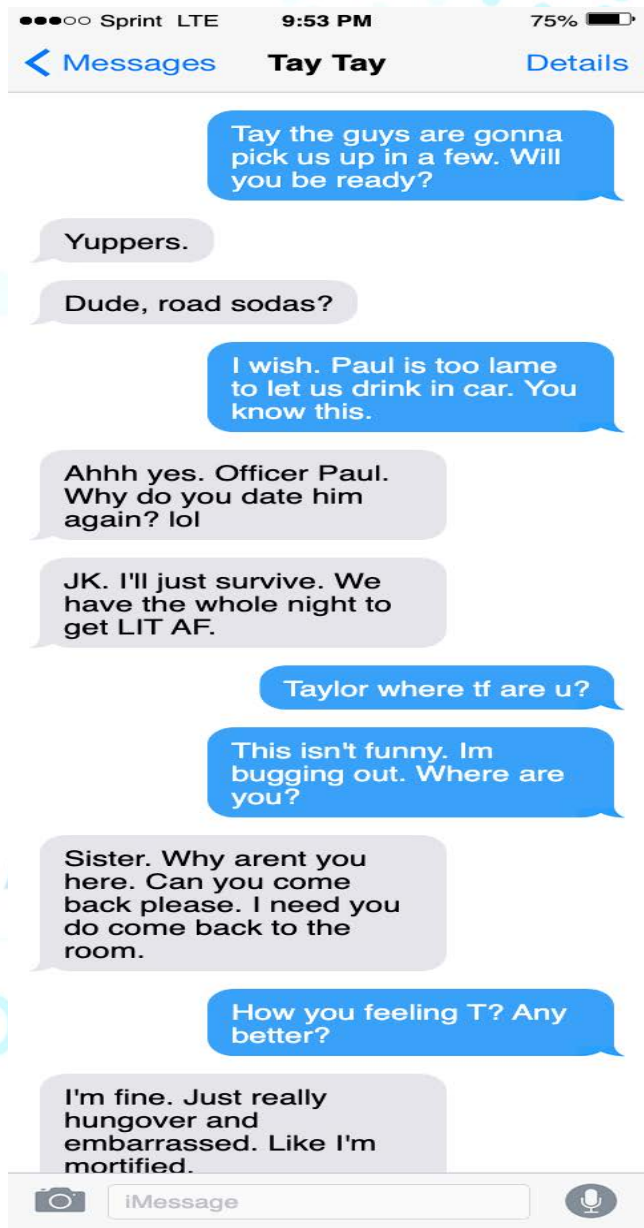 Sprint LTE 9:53 PM 75%
Messages Tay Tay Details
Tay the guys are gonna
pick us up in a few. Will
you be ready?
Yuppers.
Dude, road sodas?
I wish. Paul is too lame
to let us drink in car. You
know this.
Ahhh yes. Officer Paul.
Why do you date him
again? lol
JK. I'll just survive. We
have the whole night to
get LIT AF.
Taylor where tf are u?
This isn't funny. Im
bugging out. Where are
you?
Sister. Why arent you
here. Can you come
back please. I need you
do come back to the
room.
How you feeling T? Any
better?
I'm fine. Just really
hungover and
embarrassed. Like I'm
mortified.
iMessage